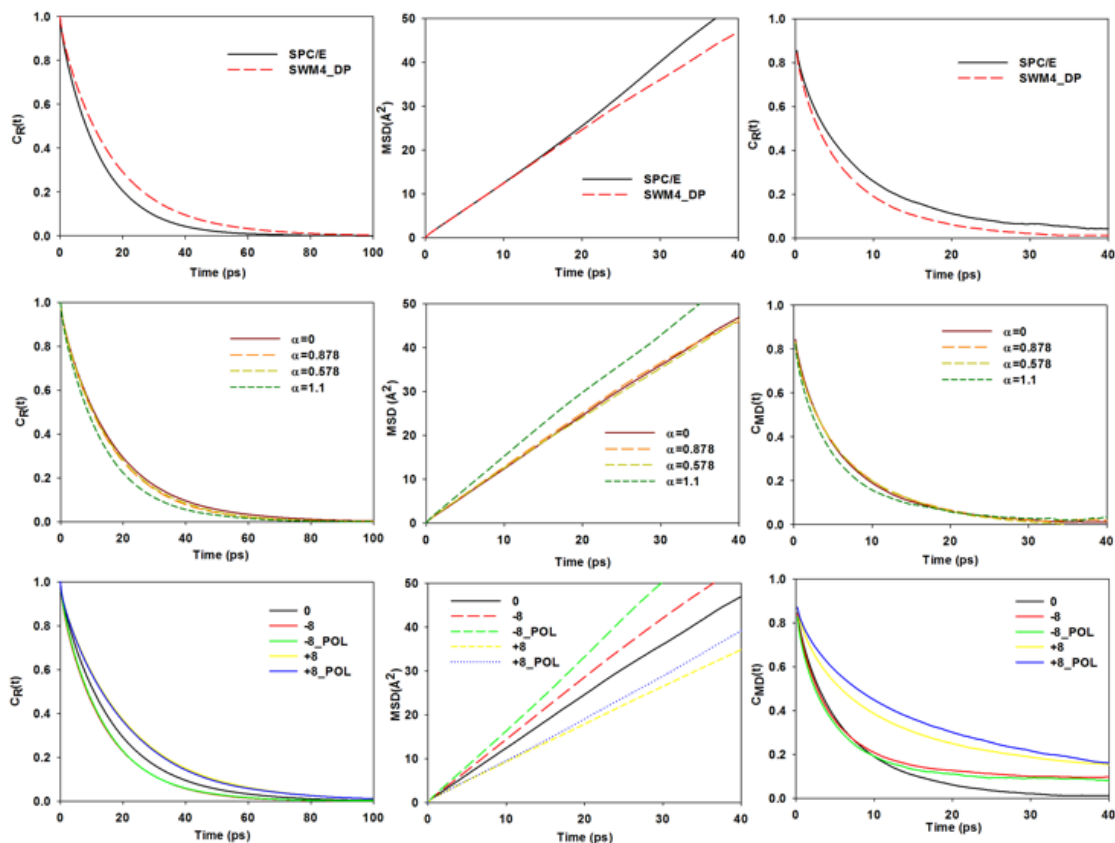 1.0
0.8
0.6
0.4
0.2
0.0
C_R(t)
SPC/E
SWM4_DP
0 20 40 60 80 100
Time (ps)
50
40
30
20
10
0
MSD(Å²)
SPC/E
SWM4_DP
0 10 20 30 40
Time (ps)
1.0
0.8
0.6
0.4
0.2
0.0
C_R(t)
SPC/E
SWM4_DP
0 10 20 30 40
Time (ps)
1.0
0.8
0.6
0.4
0.2
0.0
C_R(t)
α=0
α=0.878
α=0.578
α=1.1
0 20 40 60 80 100
Time (ps)
50
40
30
20
10
0
MSD (Å²)
α=0
α=0.878
α=0.578
α=1.1
0 10 20 30 40
Time (ps)
1.0
0.8
0.6
0.4
0.2
0.0
C_MD(t)
α=0
α=0.878
α=0.578
α=1.1
0 10 20 30 40
Time (ps)
1.0
0.8
0.6
0.4
0.2
0.0
C_R(t)
0
-8
-8_POL
+8
+8_POL
0 20 40 60 80 100
Time (ps)
50
40
30
20
10
0
MSD(Å²)
0
-8
-8_POL
+8
+8_POL
0 10 20 30 40
Time (ps)
1.0
0.8
0.6
0.4
0.2
0.0
C_MD(t)
0
-8
-8_POL
+8
+8_POL
0 10 20 30 40
Time (ps)